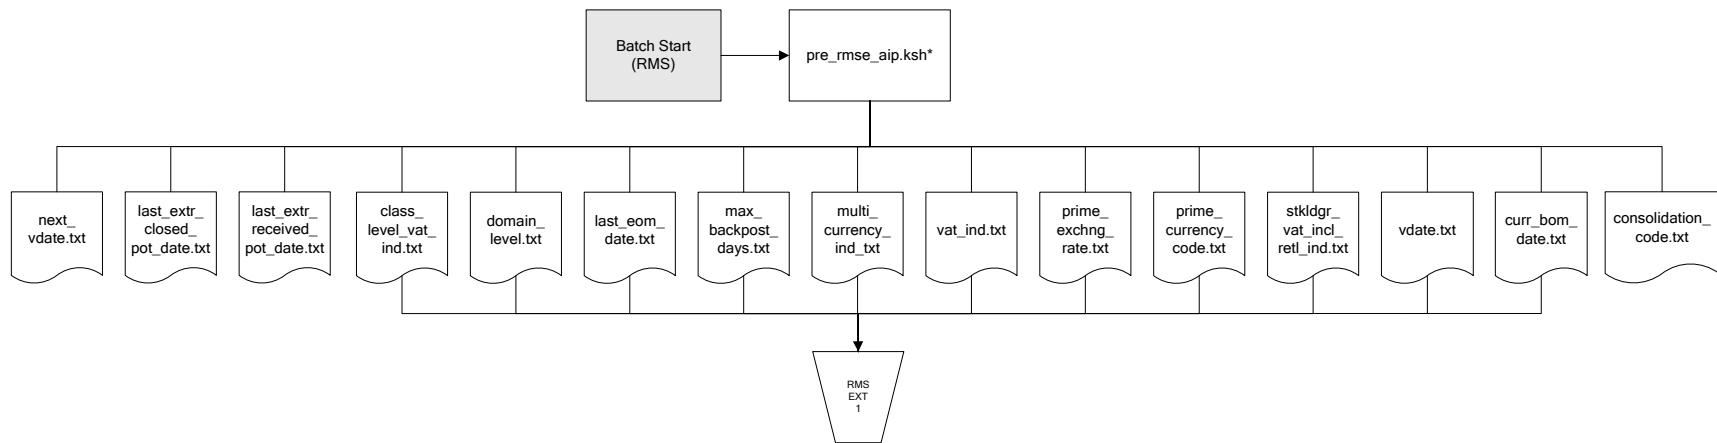 Batch Start
(RMS)
pre_rmse_aip.ksh*
next_
vdate.txt
last_extr_
closed_
pot_date.txt
last_extr_
received_
pot_date.txt
class_
level_vat_
ind.txt
domain_
level.txt
last_eom_
date.txt
max_
backpost_
days.txt
multi_
currency_
ind_txt
vat_ind.txt
prime_
exchng_
rate.txt
prime_
currency_
code.txt
stkldgr_
vat_incl_
retl_ind.txt
vdate.txt
curr_bom_
date.txt
consolidation_
code.txt
RMS
EXT
1